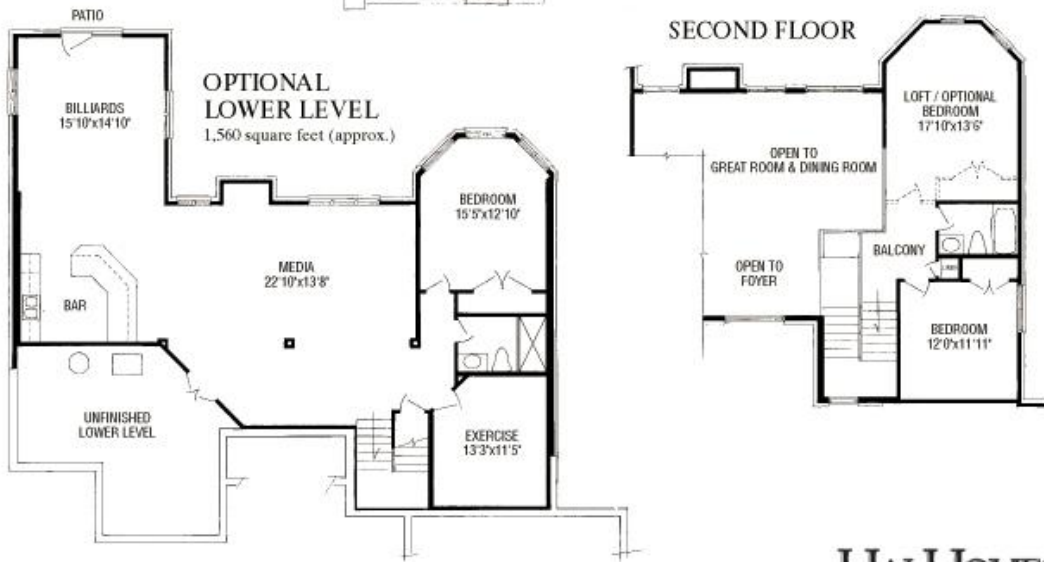 PATIO
OPTIONAL
LOWER LEVEL
1,560 square feet (approx.)
BILLIARDS
15'10"x14'10"
BEDROOM
15'5"x12'10"
MEDIA
22'10"x13'8"
BAR
UNFINISHED
LOWER LEVEL
EXERCISE
13'3"x11'5"
SECOND FLOOR
LOFT / OPTIONAL
BEDROOM
17'10"x13'6"
OPEN TO
GREAT ROOM & DINING ROOM
BALCONY
OPEN TO
FOYER
LINEN
BEDROOM
12'0"x11'11"